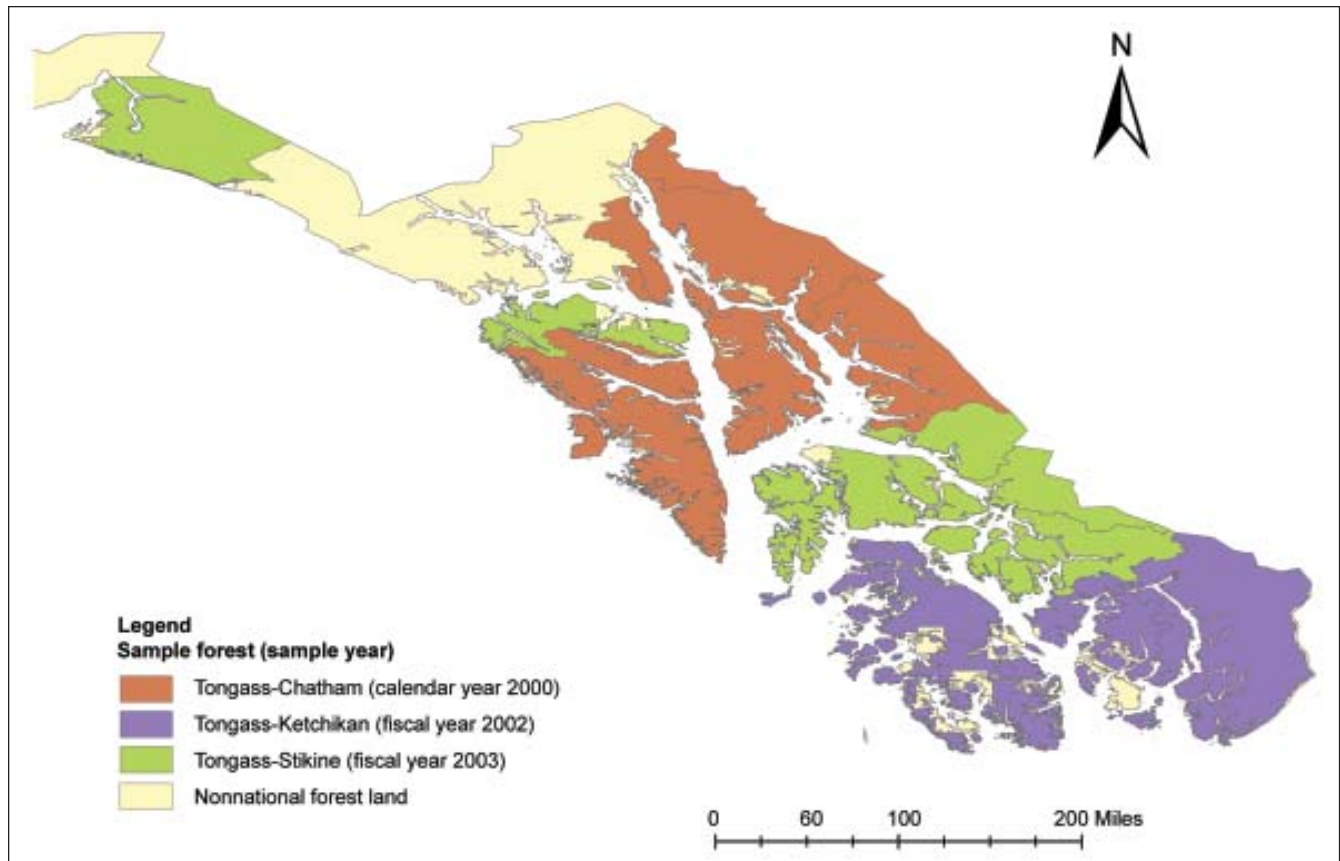 N
Legend
Sample forest (sample year)
Tongass-Chatham (calendar year 2000)
Tongass-Ketchikan (fiscal year 2002)
Tongass-Stikine (fiscal year 2003)
Nonnational forest land
0 60 100 200 Miles